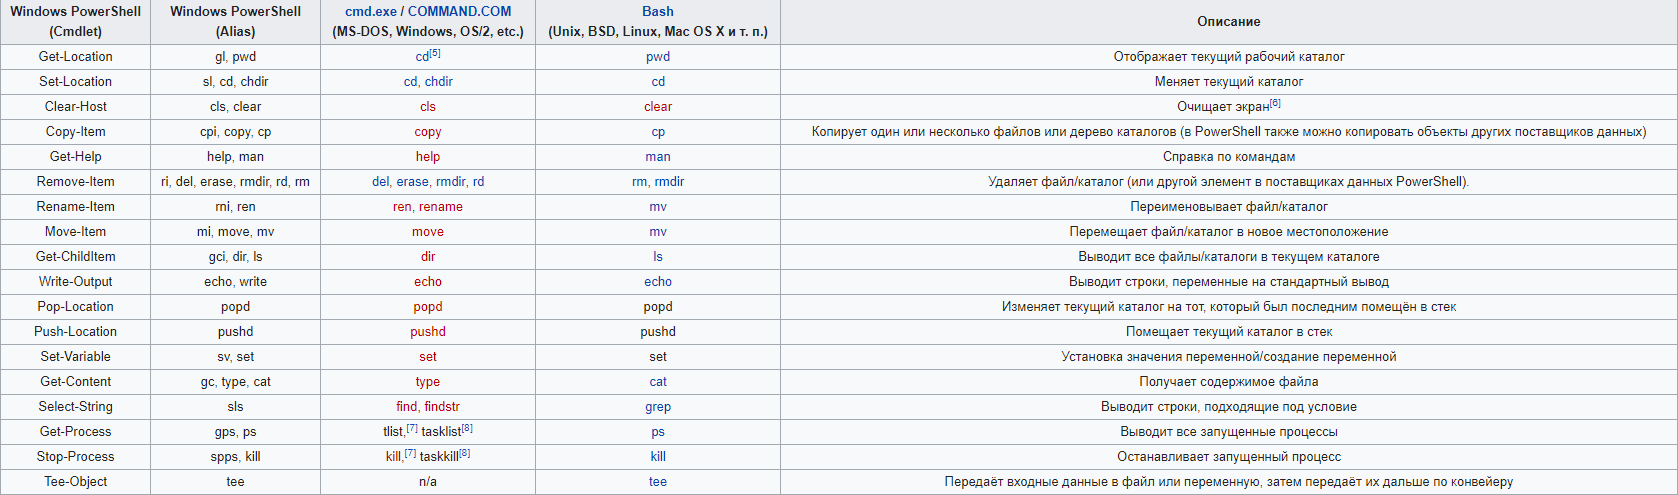 Windows PowerShell (Cmdlet) Windows PowerShell (Alias) cmd.exe / COMMAND.COM (MS-DOS, Windows, OS/2, etc.) Bash (Unix, BSD, Linux, Mac OS X и т. п.) Описание
Get-Location gl, pwd cd[5] pwd Отображает текущий рабочий каталог
Set-Location sl, cd, chdir cd, chdir cd Меняет текущий каталог
Clear-Host cls, clear cls clear Очищает экран[6]
Copy-Item cpi, copy, cp copy cp Копирует один или несколько файлов или дерево каталогов (в PowerShell также можно копировать объекты других поставщиков данных)
Get-Help help, man help man Справка по командам
Remove-Item ri, del, erase, rmdir, rd, rm del, erase, rmdir, rd rm, rmdir Удаляет файл/каталог (или другой элемент в поставщиках данных PowerShell).
Rename-Item rni, ren ren, rename mv Переименовывает файл/каталог
Move-Item mi, move, mv move mv Перемещает файл/каталог в новое местоположение
Get-ChildItem gci, dir, ls dir ls Выводит все файлы/каталоги в текущем каталоге
Write-Output echo, write echo echo Выводит строки, переменные на стандартный вывод
Pop-Location popd popd popd Изменяет текущий каталог на тот, который был последним помещён в стек
Push-Location pushd pushd pushd Помещает текущий каталог в стек
Set-Variable sv, set set set Установка значения переменной/создание переменной
Get-Content gc, type, cat type cat Получает содержимое файла
Select-String sls find, findstr grep Выводит строки, подходящие под условие
Get-Process gps, ps tlist,[7] tasklist[8] ps Выводит все запущенные процессы
Stop-Process spps, kill kill,[7] taskkill[8] kill Останавливает запущенный процесс
Tee-Object tee n/a tee Передаёт входные данные в файл или переменную, затем передаёт их дальше по конвейеру